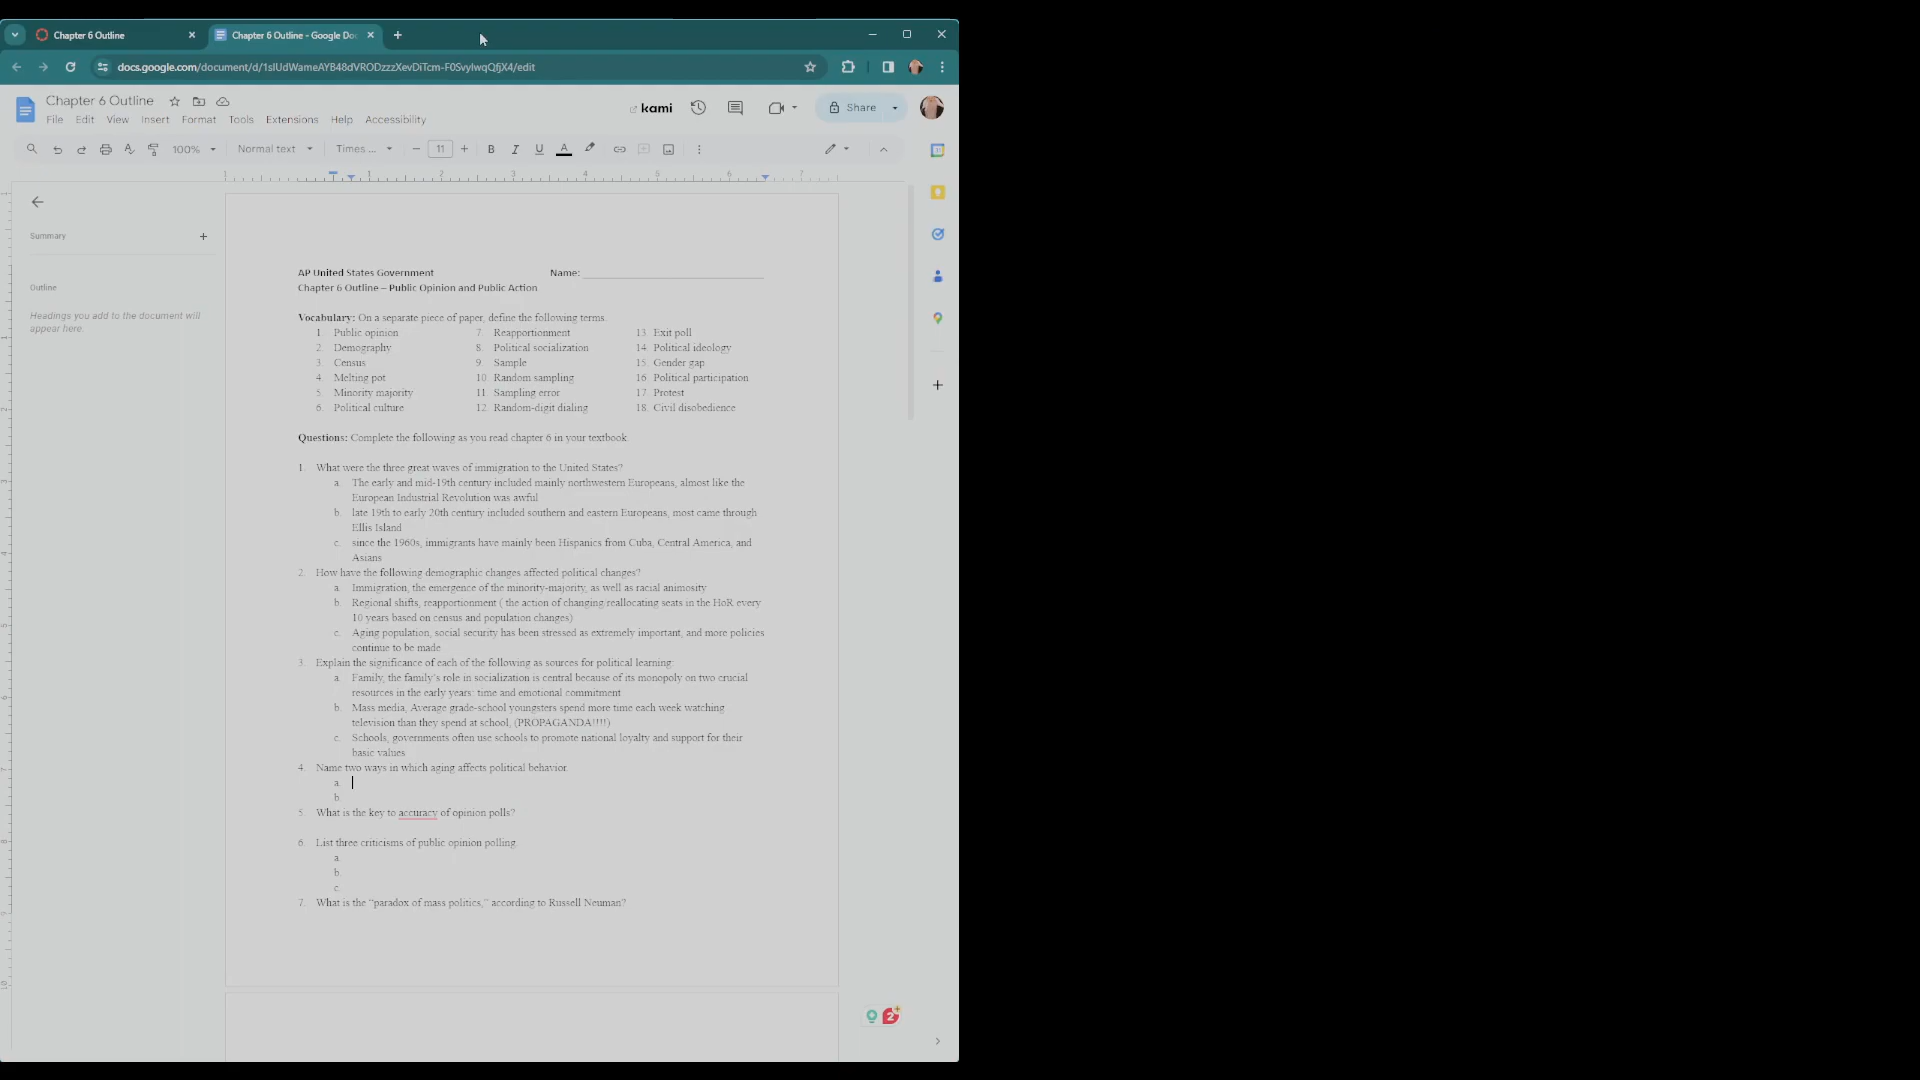 Chapter 6 Outline
Chapter 6 Outline - Google Doc
docs.google.com/document/d/1slUdWameAYB48dVRODzzzXevDiTcm-F0SvylwqQfjX4/edit
Chapter 6 Outline
kami
Share
File Edit View Insert Format Tools Extensions Help Accessibility
100% Normal text Times ... 11 B I U A
1 1 2 3 4 5 6 7
Summary
Outline
Headings you add to the document will
appear here.
AP United States Government Name:
Chapter 6 Outline – Public Opinion and Public Action
Vocabulary: On a separate piece of paper, define the following terms.
1. Public opinion 7. Reapportionment 13. Exit poll
2. Demography 8. Political socialization 14. Political ideology
3. Census 9. Sample 15. Gender gap
4. Melting pot 10. Random sampling 16. Political participation
5. Minority majority 11. Sampling error 17. Protest
6. Political culture 12. Random-digit dialing 18. Civil disobedience
Questions: Complete the following as you read chapter 6 in your textbook.
1. What were the three great waves of immigration to the United States?
a. The early and mid-19th century included mainly northwestern Europeans, almost like the
European Industrial Revolution was awful
b. late 19th to early 20th century included southern and eastern Europeans, most came through
Ellis Island
c. since the 1960s, immigrants have mainly been Hispanics from Cuba, Central America, and
Asians
2. How have the following demographic changes affected political changes?
a. Immigration, the emergence of the minority-majority, as well as racial animosity
b. Regional shifts, reapportionment ( the action of changing/reallocating seats in the HoR every
10 years based on census and population changes)
c. Aging population, social security has been stressed as extremely important, and more policies
continue to be made
3. Explain the significance of each of the following as sources for political learning:
a. Family, the family's role in socialization is central because of its monopoly on two crucial
resources in the early years: time and emotional commitment
b. Mass media, Average grade-school youngsters spend more time each week watching
television than they spend at school, (PROPAGANDA!!!!)
c. Schools, governments often use schools to promote national loyalty and support for their
basic values
4. Name two ways in which aging affects political behavior.
a.
b.
5. What is the key to accuracy of opinion polls?
6. List three criticisms of public opinion polling.
a.
b.
c.
7. What is the “paradox of mass politics,” according to Russell Neuman?
2